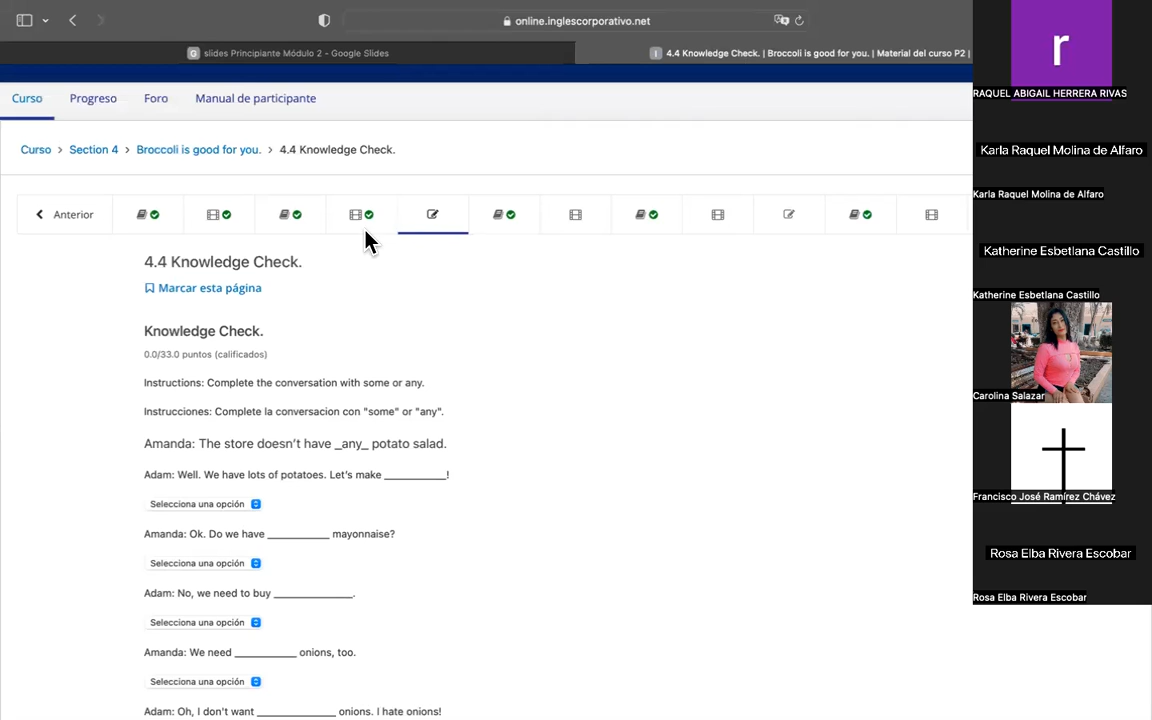 online.inglescorporativo.net
G slides Principiante Módulo 2 - Google Slides
I 4.4 Knowledge Check. | Broccoli is good for you. | Material del curso P2 |
Curso Progreso Foro Manual de participante
Curso > Section 4 > Broccoli is good for you. > 4.4 Knowledge Check.
Anterior
4.4 Knowledge Check.
Marcar esta página
Knowledge Check.
0.0/33.0 puntos (calificados)
Instructions: Complete the conversation with some or any.
Instrucciones: Complete la conversacion con "some" or "any".
Amanda: The store doesn't have _any_ potato salad.
Adam: Well. We have lots of potatoes. Let's make ___________!
Selecciona una opción
Amanda: Ok. Do we have ___________ mayonnaise?
Selecciona una opción
Adam: No, we need to buy ______________.
Selecciona una opción
Amanda: We need ___________ onions, too.
Selecciona una opción
Adam: Oh, I don't want ______________ onions. I hate onions!
r
RAQUEL ABIGAIL HERRERA RIVAS
Karla Raquel Molina de Alfaro
Karla Raquel Molina de Alfaro
Katherine Esbetlana Castillo
Katherine Esbetlana Castillo
Carolina Salazar
Francisco José Ramírez Chávez
Rosa Elba Rivera Escobar
Rosa Elba Rivera Escobar